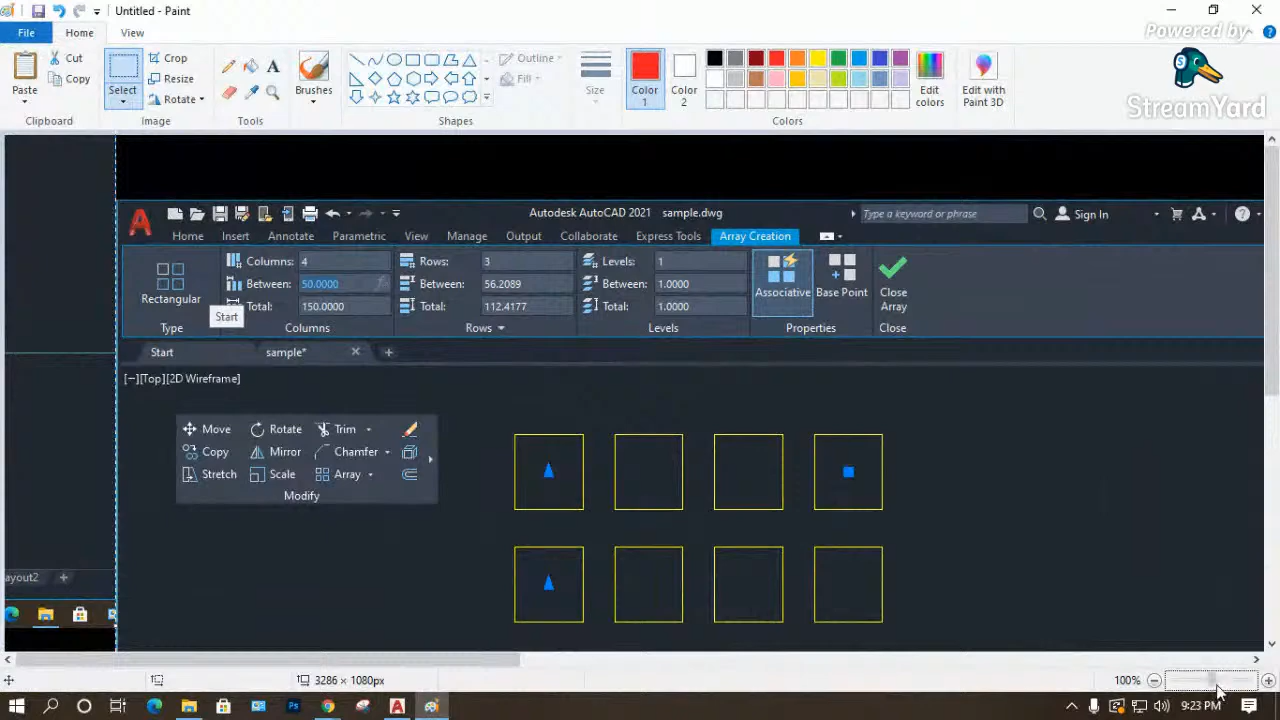 Untitled - Paint
Powered by
File Home View
Paste Cut Copy
Clipboard
Select Crop Resize Rotate
Image
A
Tools
Brushes
Outline Fill
Shapes
Size
Color 1
Color 2
Edit colors
Edit with Paint 3D
Colors
StreamYard
Autodesk AutoCAD 2021 sample.dwg
Type a keyword or phrase
Sign In
Home Insert Annotate Parametric View Manage Output Collaborate Express Tools Array Creation
Columns: 4 Rows: 3 Levels: 1
Between: 50.0000 Between: 56.2089 Between: 1.0000
Total: 150.0000 Total: 112.4177 Total: 1.0000
Rectangular
Start
Associative Base Point Close Array
Type Columns Rows Levels Properties Close
Start sample*
[−][Top][2D Wireframe]
Move Rotate Trim
Copy Mirror Chamfer
Stretch Scale Array
Modify
ayout2
3286 × 1080px
100%
9:23 PM